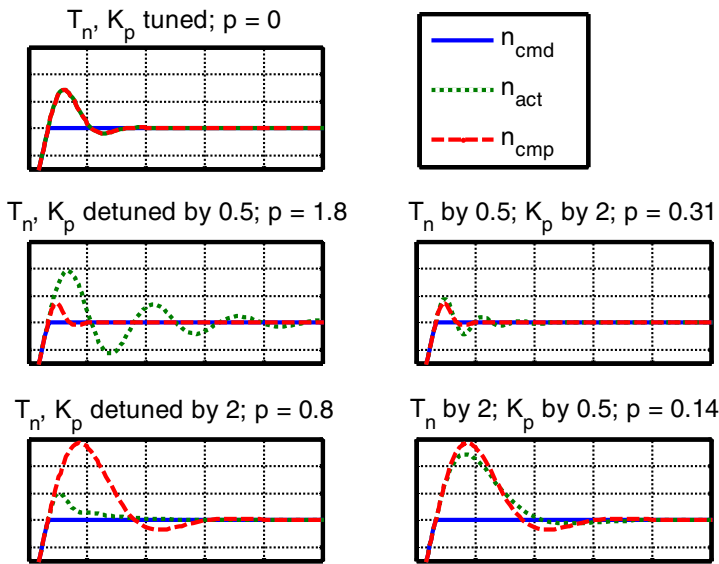 T_n, K_p tuned; p = 0
n_cmd
n_act
n_cmp
T_n, K_p detuned by 0.5; p = 1.8
T_n by 0.5; K_p by 2; p = 0.31
T_n, K_p detuned by 2; p = 0.8
T_n by 2; K_p by 0.5; p = 0.14